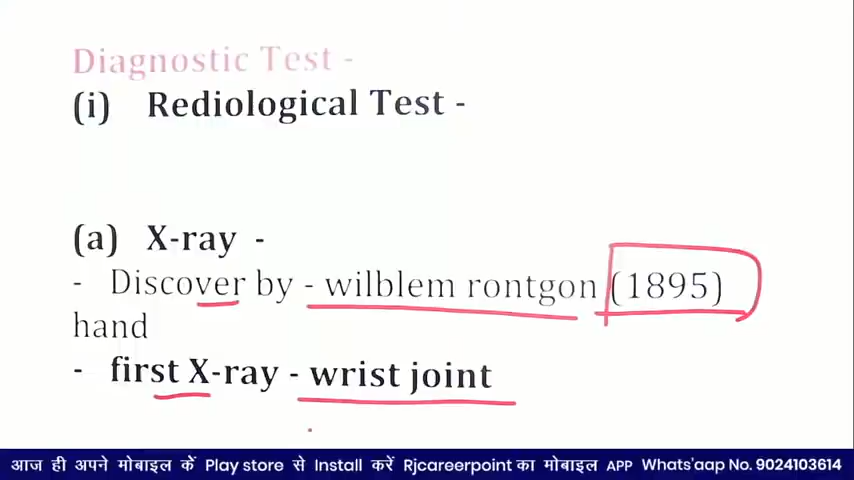 Diagnostic Test -
(i) Rediological Test -
(a) X-ray -
- Discover by - wilblem rontgon (1895)
hand
- first X-ray - wrist joint
आज ही अपने मोबाइल कें Play store से Install करें Rjcareerpoint का मोबाइल APP Whats'aap No. 9024103614